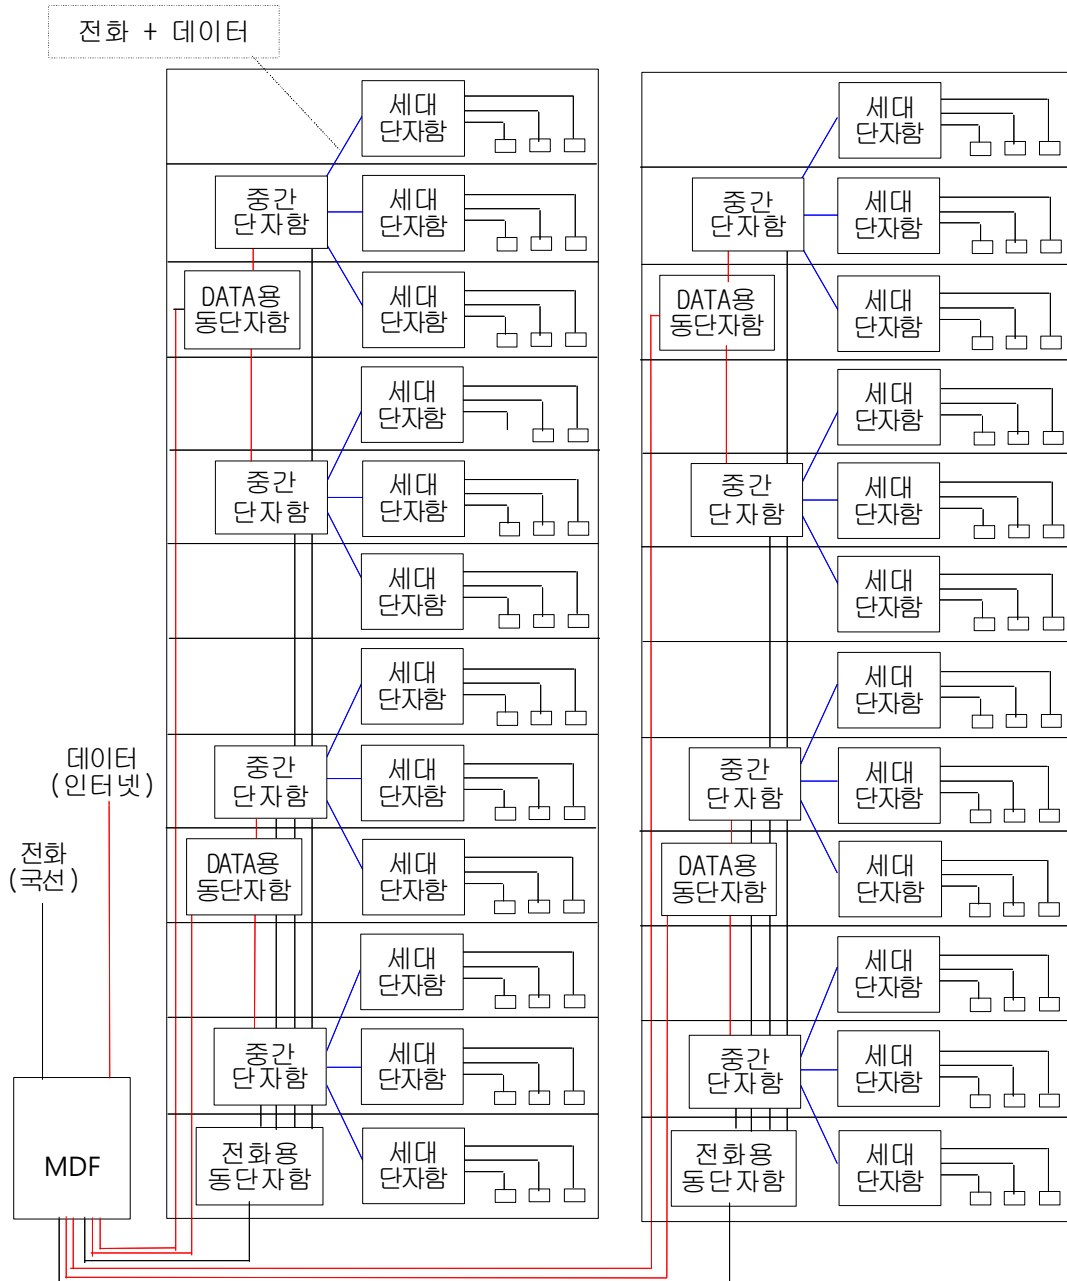 전화 + 데이터
세대
단자함
세대
단자함
중간
단자함
세대
단자함
중간
단자함
세대
단자함
DATA용
동단자함
세대
단자함
DATA용
동단자함
세대
단자함
세대
단자함
세대
단자함
중간
단자함
세대
단자함
중간
단자함
세대
단자함
세대
단자함
세대
단자함
세대
단자함
세대
단자함
데이터
(인터넷)
중간
단자함
세대
단자함
중간
단자함
세대
단자함
전화
(국선)
DATA용
동단자함
세대
단자함
DATA용
동단자함
세대
단자함
세대
단자함
세대
단자함
중간
단자함
세대
단자함
중간
단자함
세대
단자함
MDF
전화용
동단자함
세대
단자함
전화용
동단자함
세대
단자함